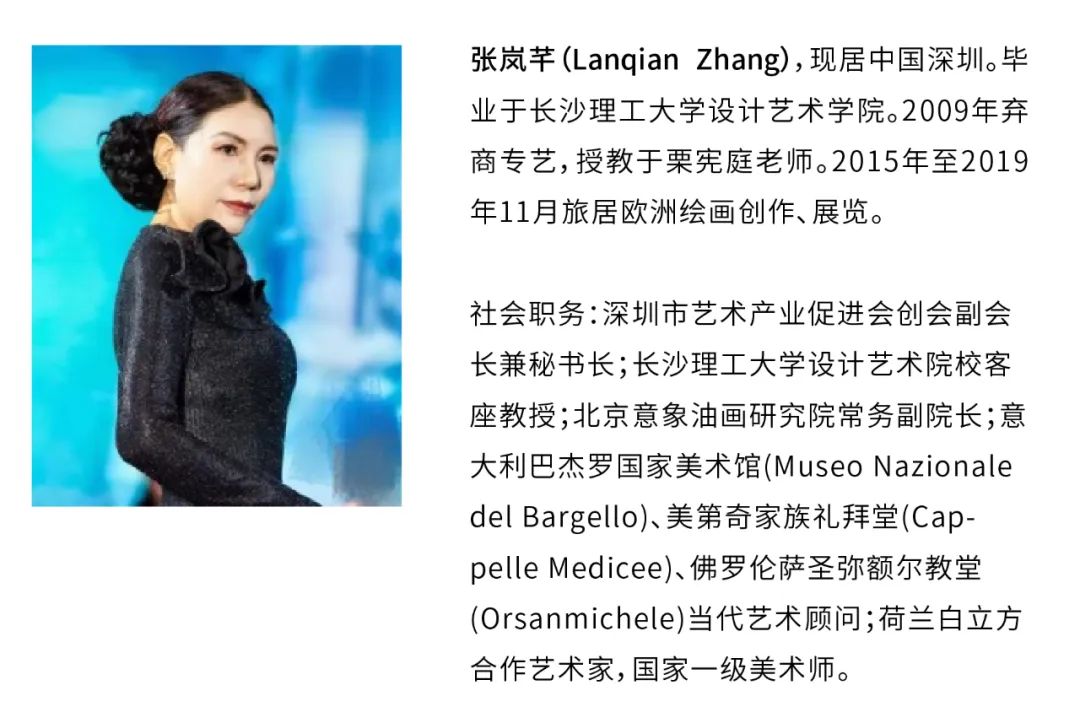 张岚芊（Lanqian Zhang），现居中国深圳。毕
业于长沙理工大学设计艺术学院。2009年弃
商专艺，授教于栗宪庭老师。2015年至2019
年11月旅居欧洲绘画创作、展览。
社会职务：深圳市艺术产业促进会创会副会
长兼秘书长；长沙理工大学设计艺术院校客
座教授；北京意象油画研究院常务副院长；意
大利巴杰罗国家美术馆(Museo Nazionale
del Bargello)、美第奇家族礼拜堂(Cap-
pelle Medicee)、佛罗伦萨圣弥额尔教堂
(Orsanmichele)当代艺术顾问；荷兰白立方
合作艺术家，国家一级美术师。